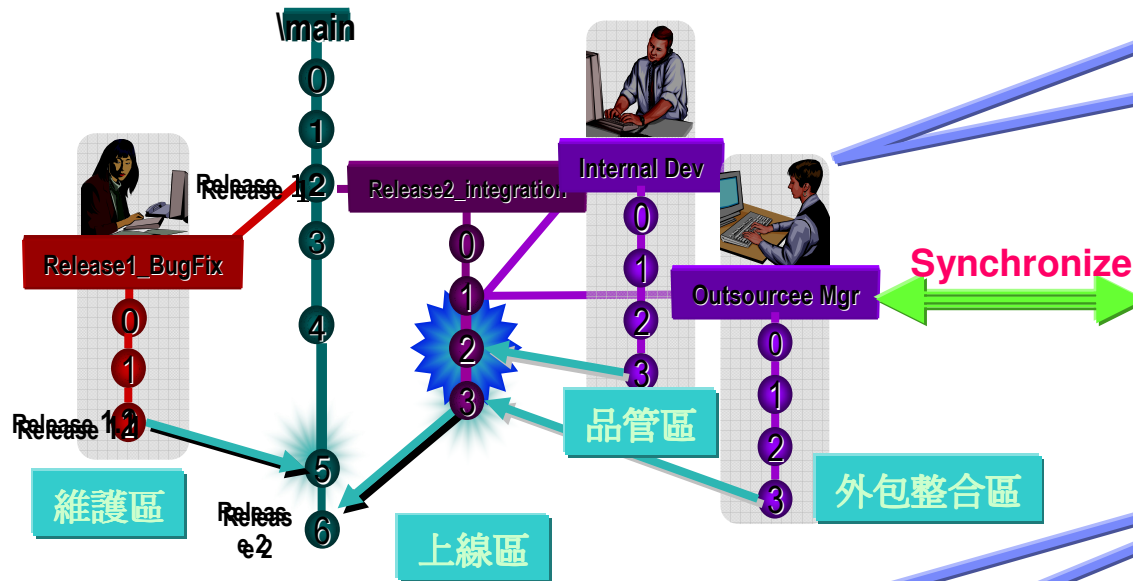 \main
0
1
Release 1
2
3
4
5
6
Release1_BugFix
0
1
2
維護區
Release2_integration
0
1
2
3
Releas
e 2
上線區
Internal Dev
0
1
2
3
品管區
Outsourcee Mgr
0
1
2
3
外包整合區
Synchronize